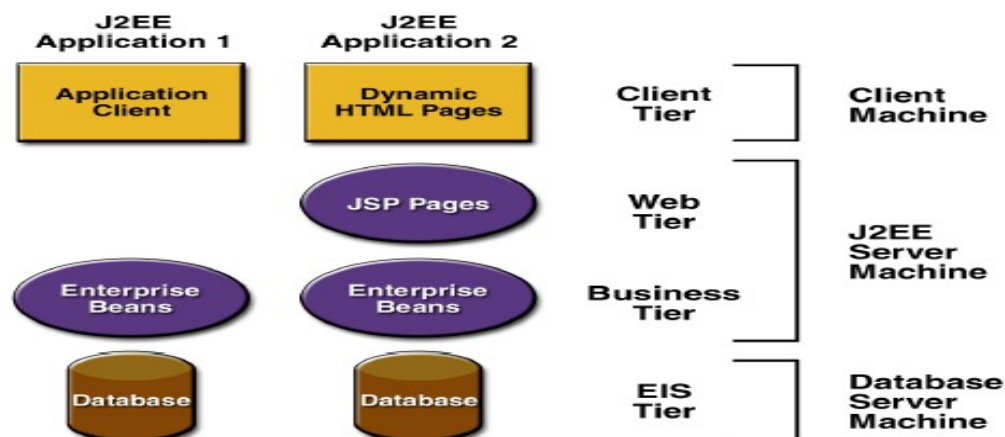 J2EE
Application 1
J2EE
Application 2
Application
Client
Dynamic
HTML Pages
Client
Tier
Client
Machine
JSP Pages
Web
Tier
J2EE
Server
Machine
Enterprise
Beans
Enterprise
Beans
Business
Tier
Database
Database
EIS
Tier
Database
Server
Machine